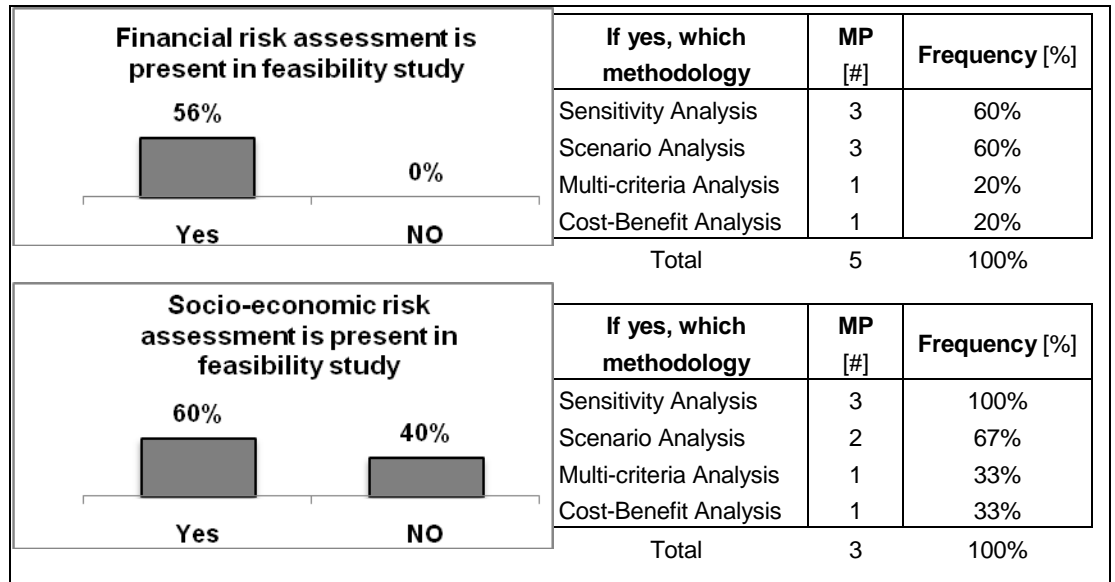 Financial risk assessment is
present in feasibility study
56%
0%
Yes NO
If yes, which methodology MP [#] Frequency [%]
Sensitivity Analysis 3 60%
Scenario Analysis 3 60%
Multi-criteria Analysis 1 20%
Cost-Benefit Analysis 1 20%
Total 5 100%
Socio-economic risk
assessment is present in
feasibility study
60%
40%
Yes NO
If yes, which methodology MP [#] Frequency [%]
Sensitivity Analysis 3 100%
Scenario Analysis 2 67%
Multi-criteria Analysis 1 33%
Cost-Benefit Analysis 1 33%
Total 3 100%